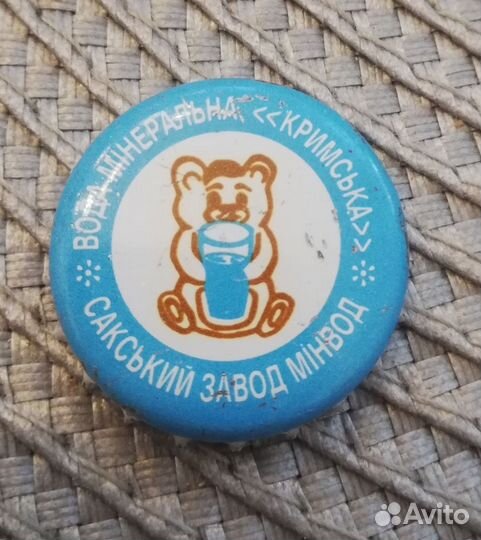 ВОДА МІНЕРАЛЬНА <<КРИМСЬКА>>
САКСЬКИЙ ЗАВОД МІНВОД
Avito